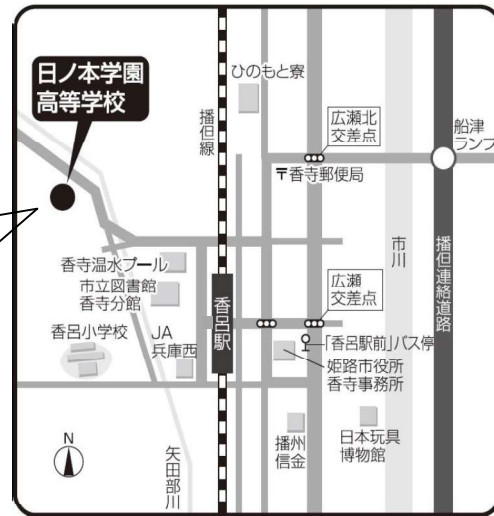 日ノ本学園
高等学校
ひのもと寮
播但線
広瀬北
交差点
船津
ランプ
〒香寺郵便局
香寺温水プール
市立図書館
香寺分館
香呂小学校
JA
兵庫西
香呂駅
広瀬
交差点
市川
播但連絡道路
「香呂駅前」バス停
姫路市役所
香寺事務所
N
矢田部川
播州
信金
日本玩具
博物館